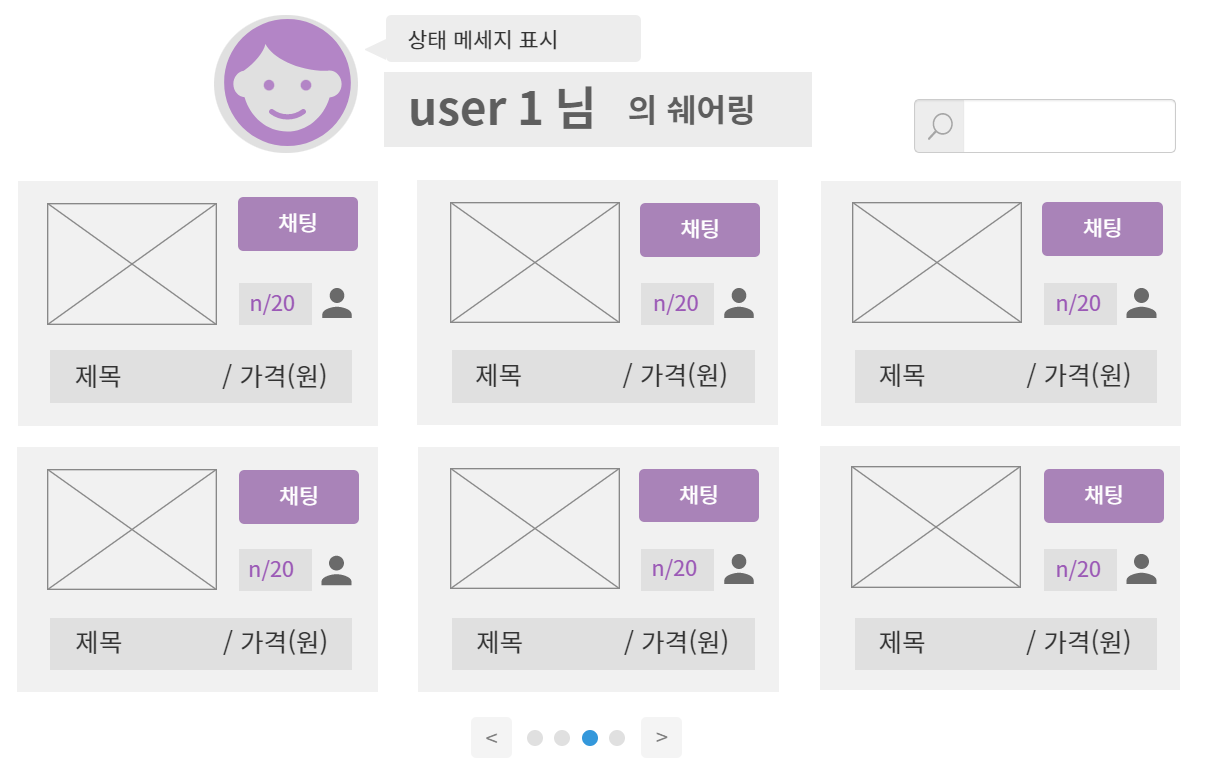 상태 메세지 표시
user 1 님 의 쉐어링
채팅
n/20
제목 / 가격(원)
채팅
n/20
제목 / 가격(원)
채팅
n/20
제목 / 가격(원)
채팅
n/20
제목 / 가격(원)
채팅
n/20
제목 / 가격(원)
채팅
n/20
제목 / 가격(원)
< >